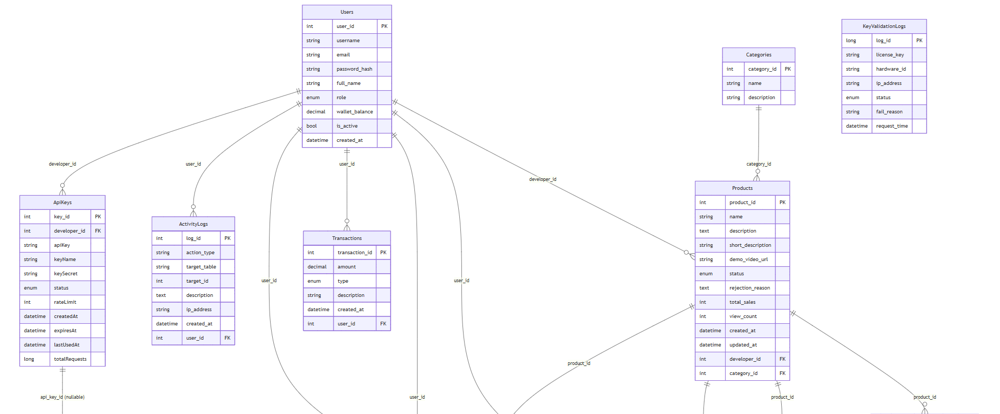 Users
int user_id PK
string username
string email
string password_hash
string full_name
enum role
decimal wallet_balance
bool is_active
datetime created_at
KeyValidationLogs
long log_id PK
string license_key
string hardware_id
string ip_address
enum status
string fail_reason
datetime request_time
Categories
int category_id PK
string name
string description
developer_id
user_id
user_id
developer_id
category_id
ApiKeys
int key_id PK
int developer_id FK
string apiKey
string keyName
string keySecret
enum status
int rateLimit
datetime createdAt
datetime expiresAt
datetime lastUsedAt
long totalRequests
ActivityLogs
int log_id PK
string action_type
string target_table
int target_id
text description
string ip_address
datetime created_at
int user_id FK
Transactions
int transaction_id PK
decimal amount
enum type
string description
datetime created_at
int user_id FK
Products
int product_id PK
string name
text description
string short_description
string demo_video_url
enum status
text rejection_reason
int total_sales
int view_count
datetime created_at
datetime updated_at
int developer_id FK
int category_id FK
user_id
user_id
product_id
api_key_id (nullable)
user_id
product_id
product_id